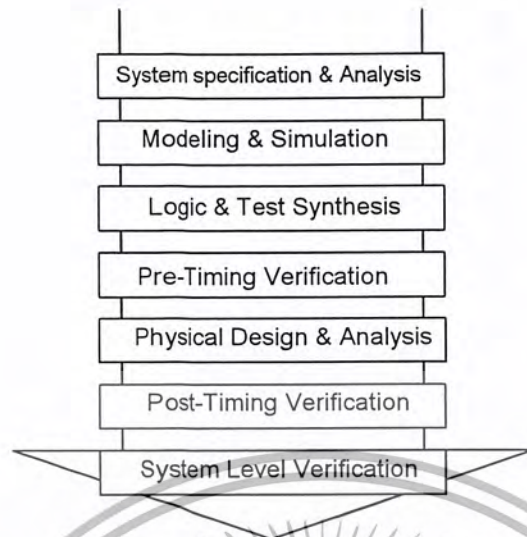 System specification & Analysis
Modeling & Simulation
Logic & Test Synthesis
Pre-Timing Verification
Physical Design & Analysis
Post-Timing Verification
System Level Verification